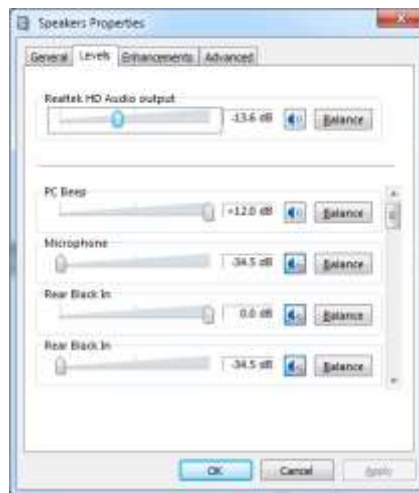 Speakers Properties
General Levels Enhancements Advanced
Realtek HD Audio output
-13.6 dB Balance
PC Beep
+12.0 dB Balance
Microphone
-34.5 dB Balance
Rear Black In
0.0 dB Balance
Rear Black In
-34.5 dB Balance
OK Cancel Apply